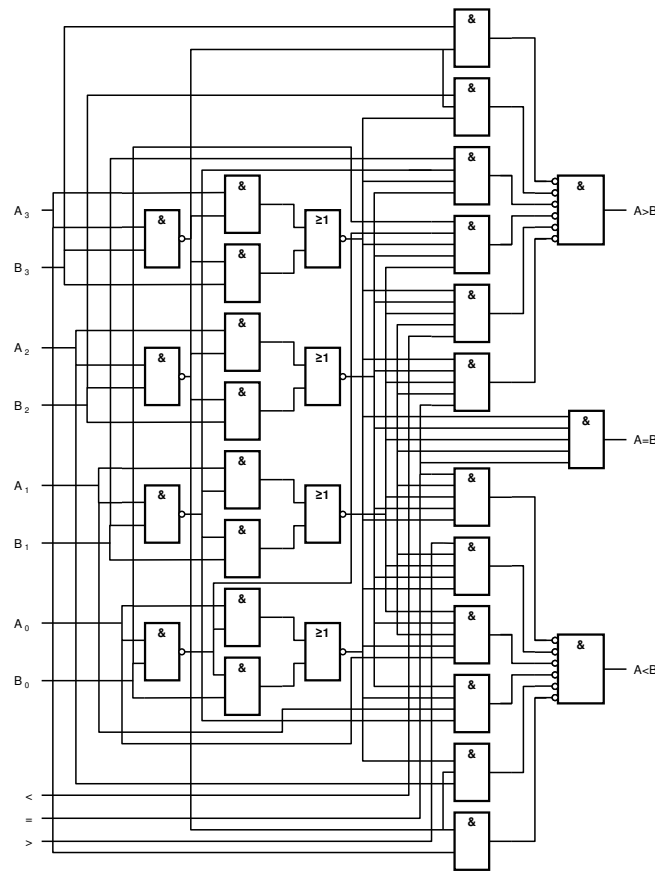 &
&
&
& & ≥1 &
A₃ A>B
&
B₃ &
&
& & ≥1
A₂
&
B₂ &
A=B
& & ≥1
A₁ &
&
B₁ &
& & ≥1 &
A₀ &
A<B
&
B₀ &
&
<
=
>
&